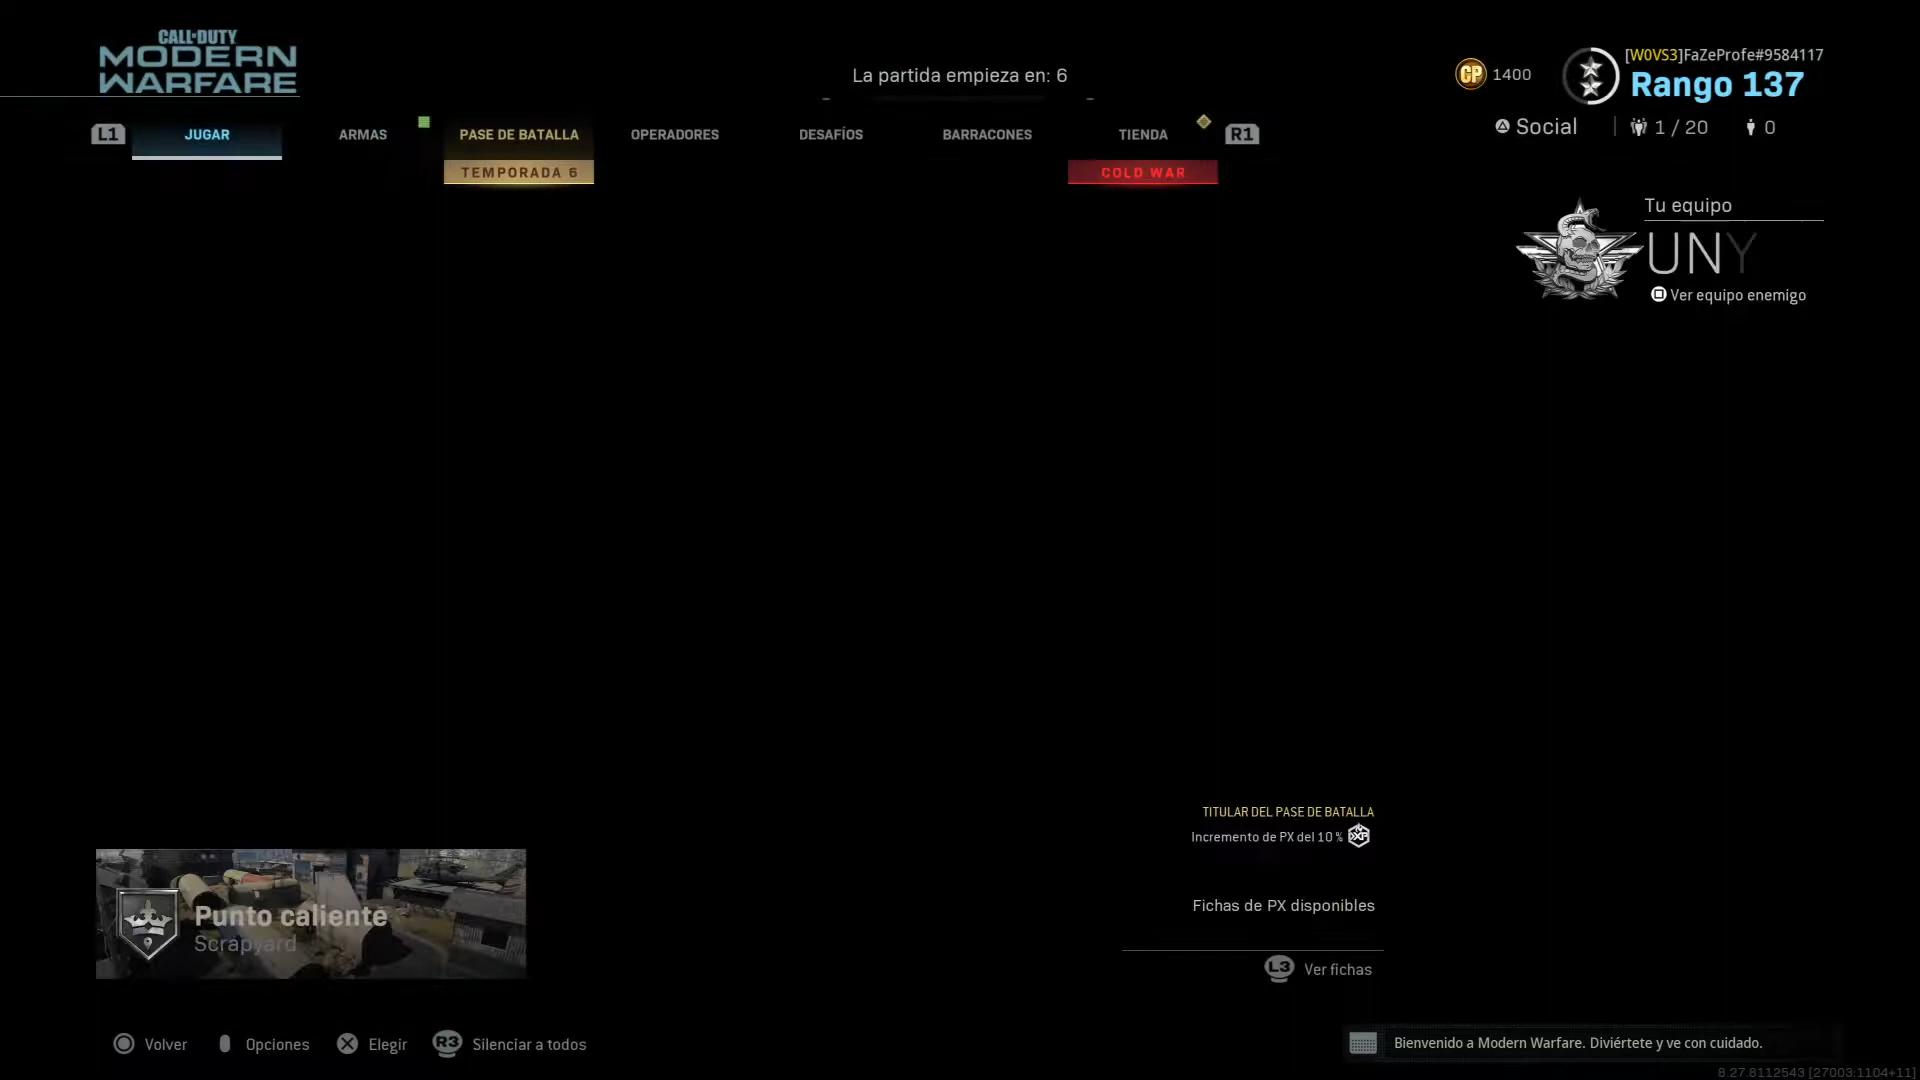 CALL OF DUTY
MODERN
WARFARE
La partida empieza en: 6
CP 1400
[W0VS3]FaZeProfe#9584117
Rango 137
L1
JUGAR
ARMAS
PASE DE BATALLA
OPERADORES
DESAFÍOS
BARRACONES
TIENDA
R1
Social
1 / 20
0
TEMPORADA 6
COLD WAR
Tu equipo
UNY
Ver equipo enemigo
TITULAR DEL PASE DE BATALLA
Incremento de PX del 10 %
Fichas de PX disponibles
L3 Ver fichas
Punto caliente
Scrapyard
Volver
Opciones
Elegir
R3 Silenciar a todos
Bienvenido a Modern Warfare. Diviértete y ve con cuidado.
8.27.8112543 [27003:1104+11]